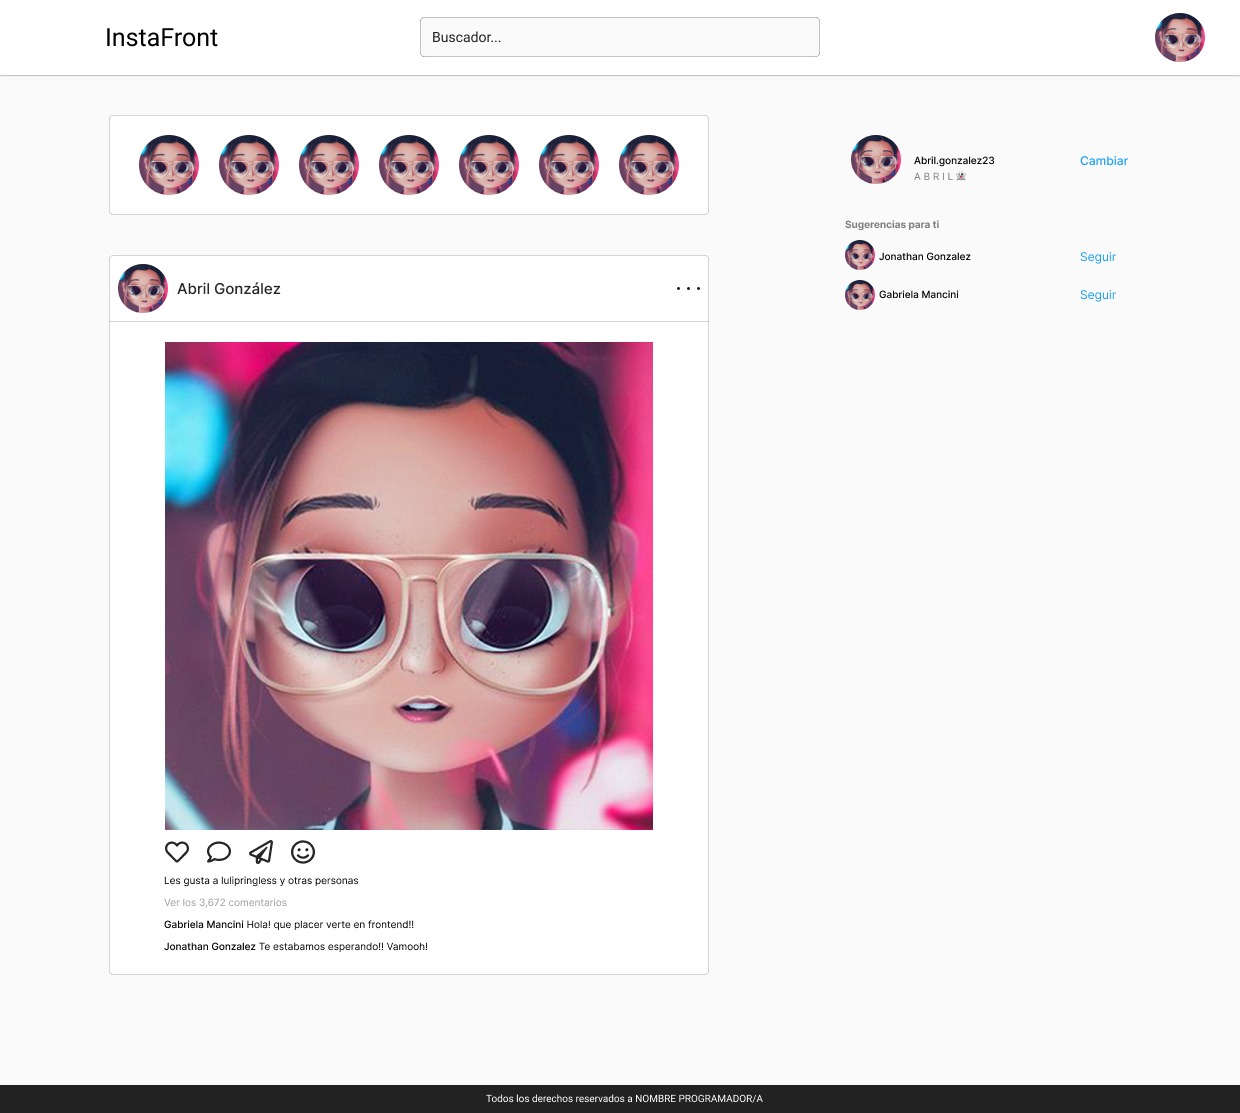 InstaFront
Buscador...
Abril.gonzalez23
Cambiar
A B R I L
Sugerencias para ti
Jonathan Gonzalez
Seguir
Gabriela Mancini
Seguir
Abril González
Les gusta a lulipringless y otras personas
Ver los 3,672 comentarios
Gabriela Mancini Hola! que placer verte en frontend!!
Jonathan Gonzalez Te estabamos esperando!! Vamooh!
Todos los derechos reservados a NOMBRE PROGRAMADOR/A